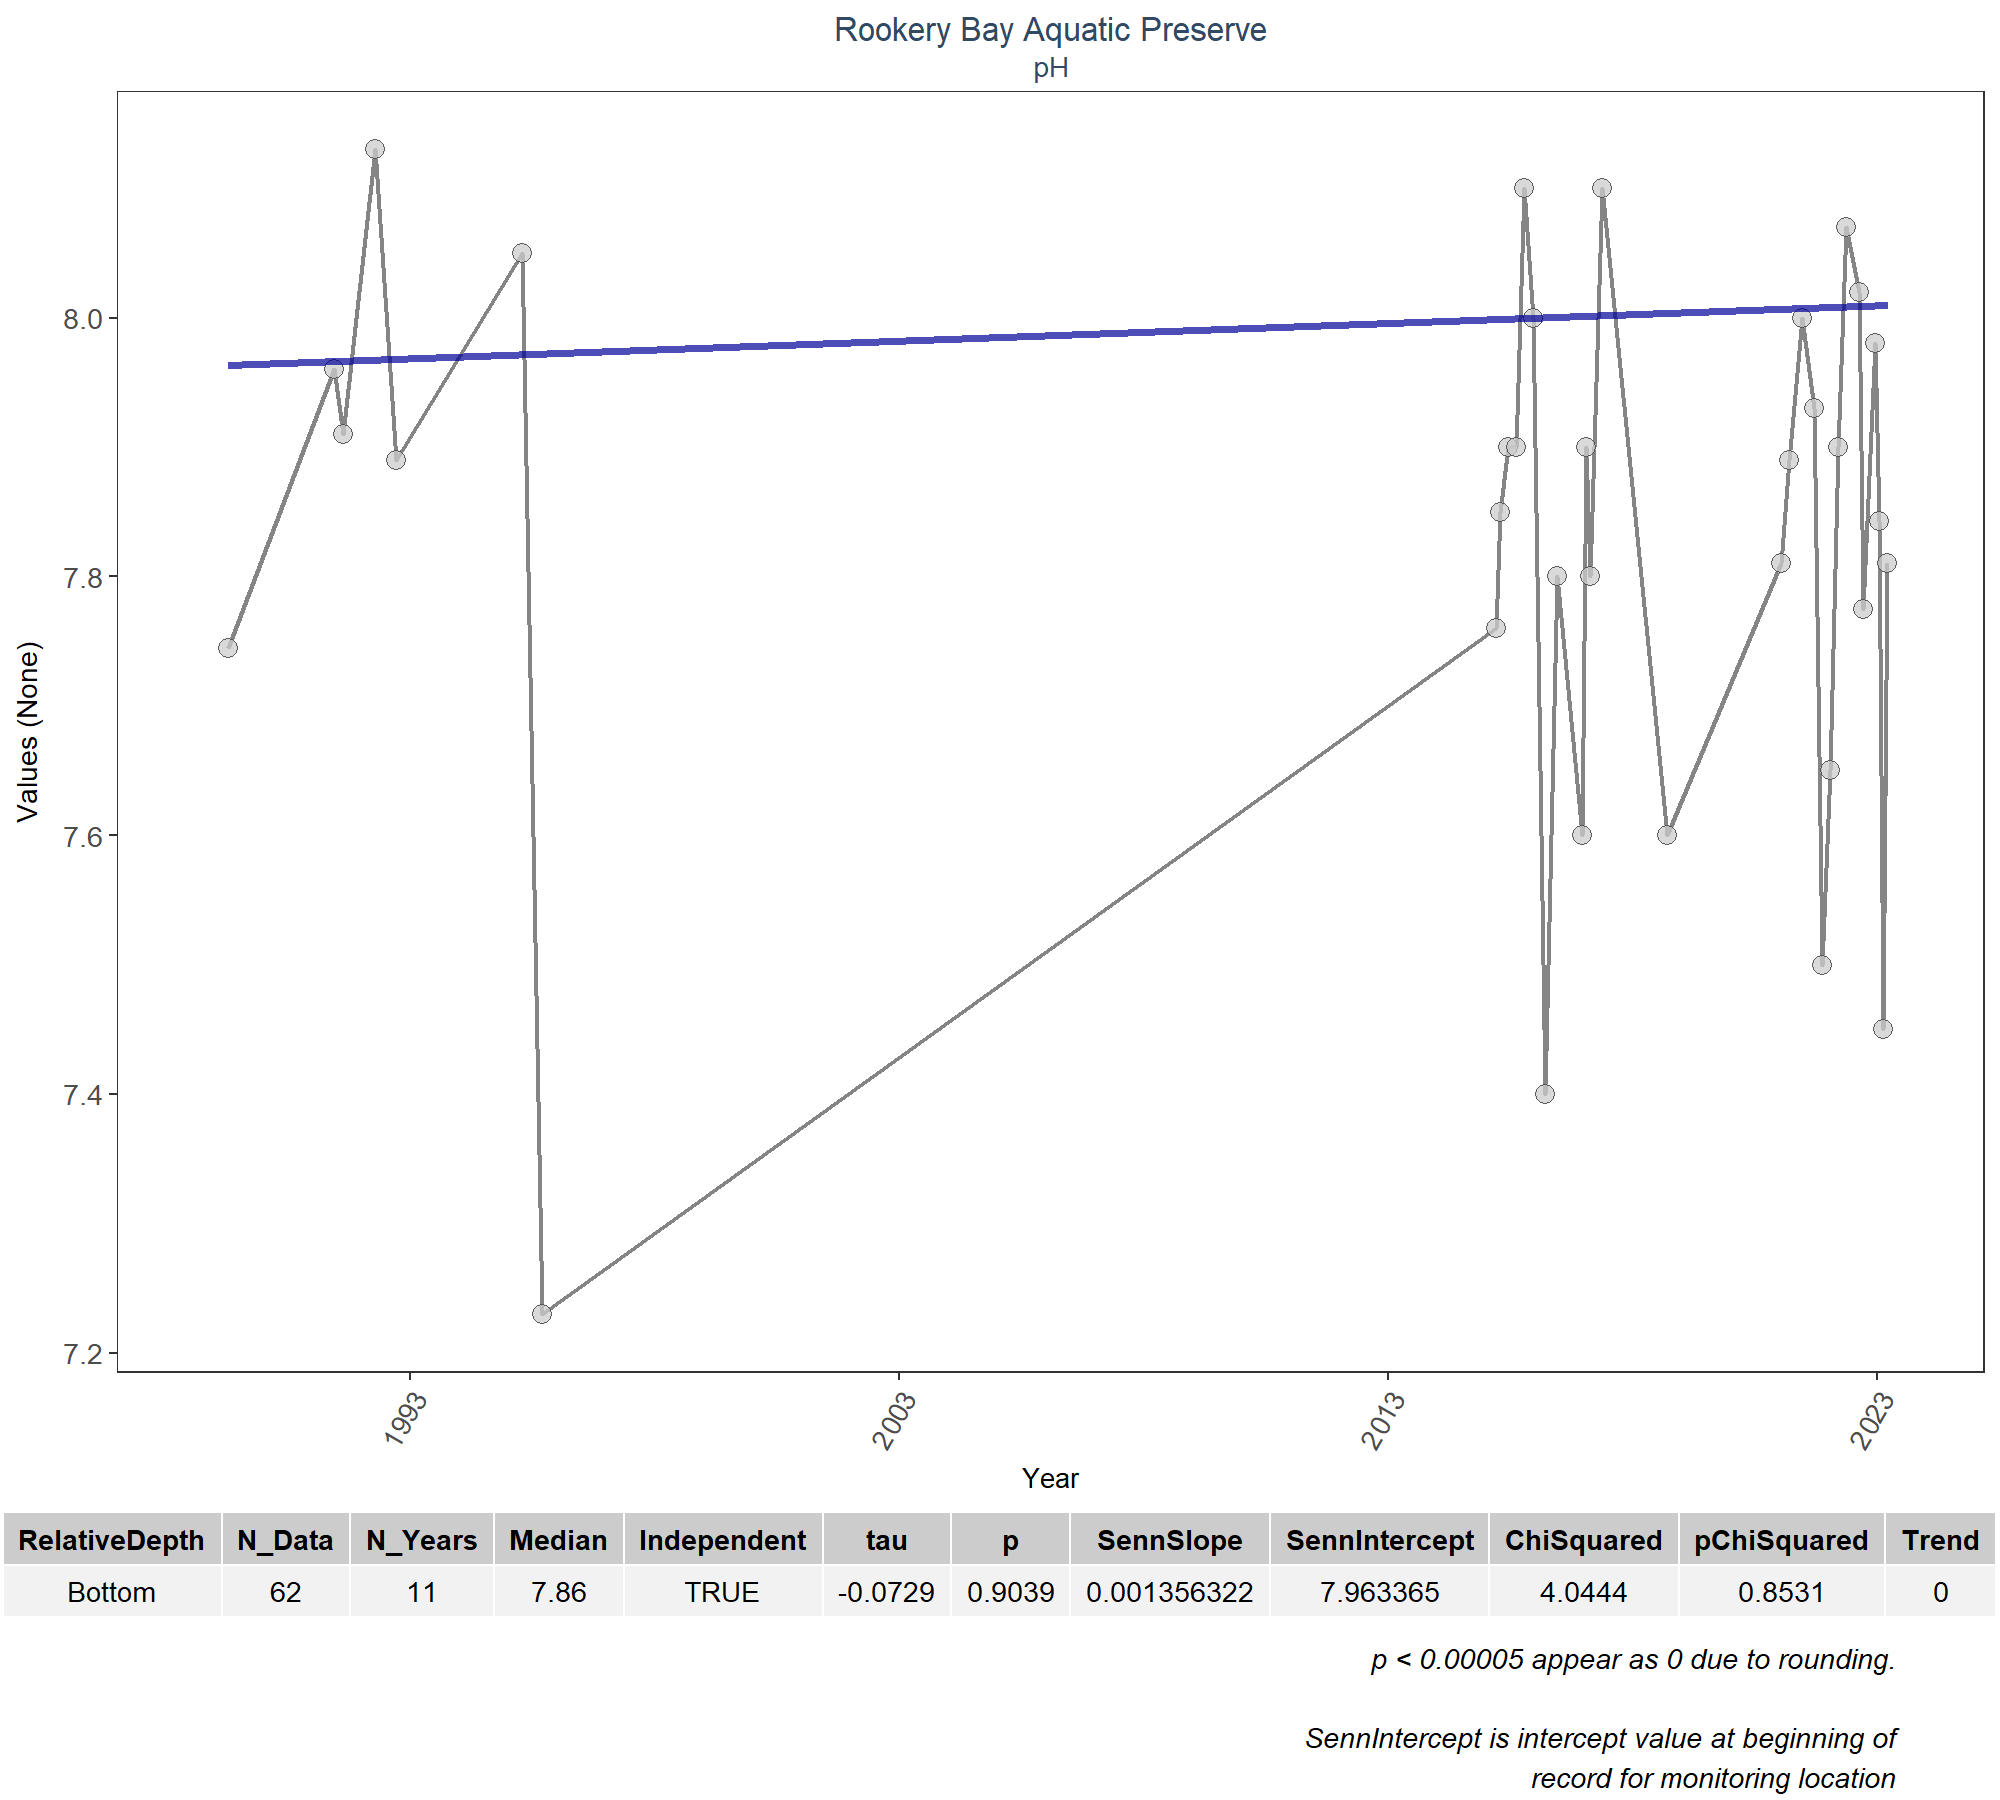 Rookery Bay Aquatic Preserve
pH
Values (None)
8.0
7.8
7.6
7.4
7.2
1993 2003 2013 2023
Year
RelativeDepth N_Data N_Years Median Independent tau p SennSlope SennIntercept ChiSquared pChiSquared Trend
Bottom 62 11 7.86 TRUE -0.0729 0.9039 0.001356322 7.963365 4.0444 0.8531 0
p < 0.00005 appear as 0 due to rounding.
SennIntercept is intercept value at beginning of
record for monitoring location